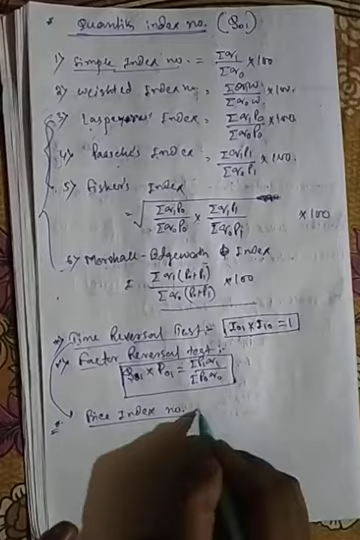 * Quantity index no. (Q₀₁)
1) Simple Index no. = Σq₁/Σq₀ × 100
2) Weighted Index no. = Σq₁w/Σq₀w × 100
3) Laspeyres' Index = Σq₁P₀/Σq₀P₀ × 100
4) Paasche's Index = Σq₁P₁/Σq₀P₁ × 100
5) Fisher's Index
= √(Σq₁P₀/Σq₀P₀ × Σq₁P₁/Σq₀P₁) × 100
6) Marshall-Edgeworth Index
= Σq₁(P₀+P₁)/Σq₀(P₀+P₁) × 100
*) Time Reversal Test :- I₀₁ × I₁₀ = 1
*) Factor Reversal test :-
Q₀₁ × P₀₁ = ΣP₁q₁/ΣP₀q₀
Price Index no.